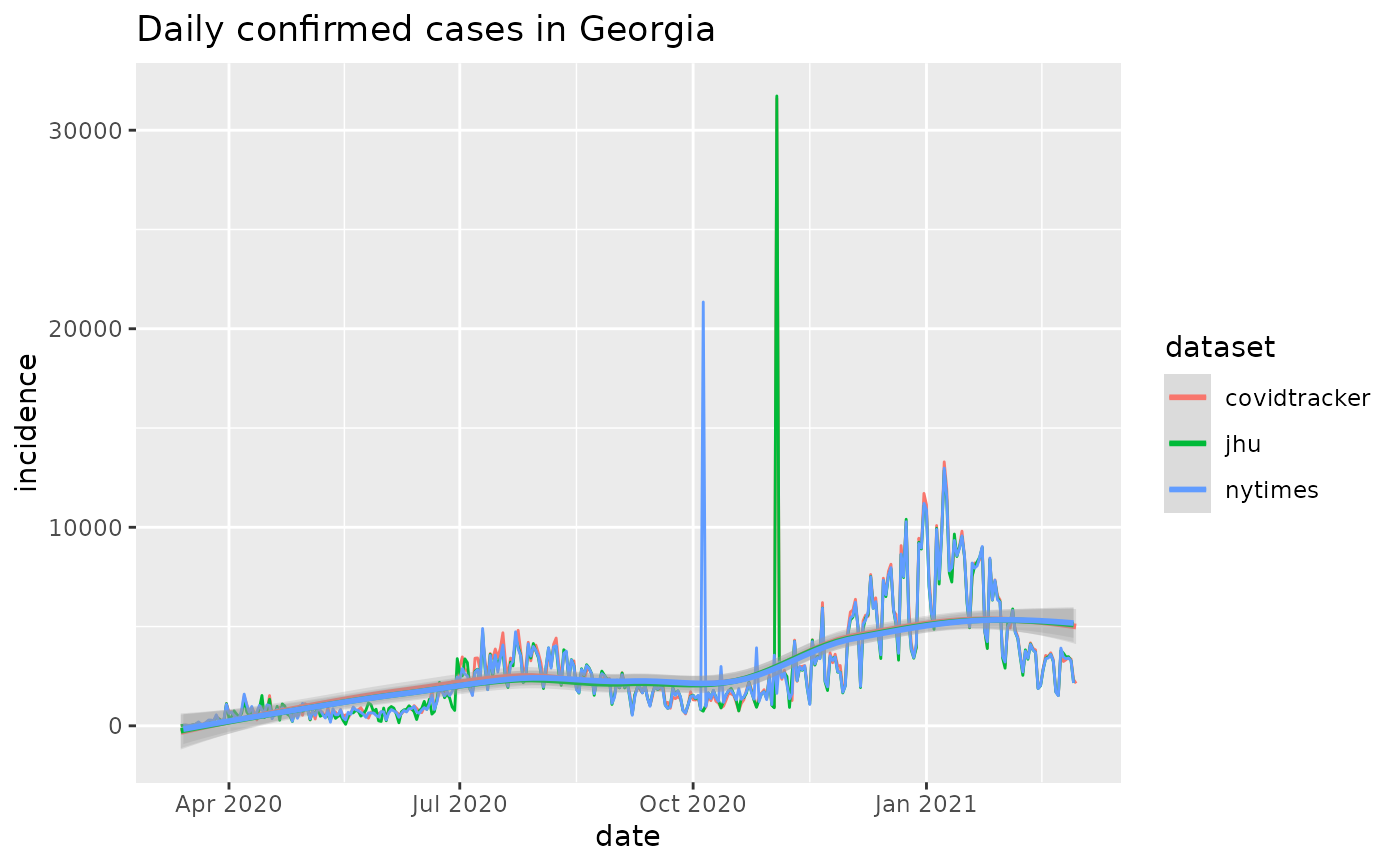 Daily confirmed cases in Georgia
30000
20000
10000
0
incidence
Apr 2020
Jul 2020
Oct 2020
Jan 2021
date
dataset
covidtracker
jhu
nytimes